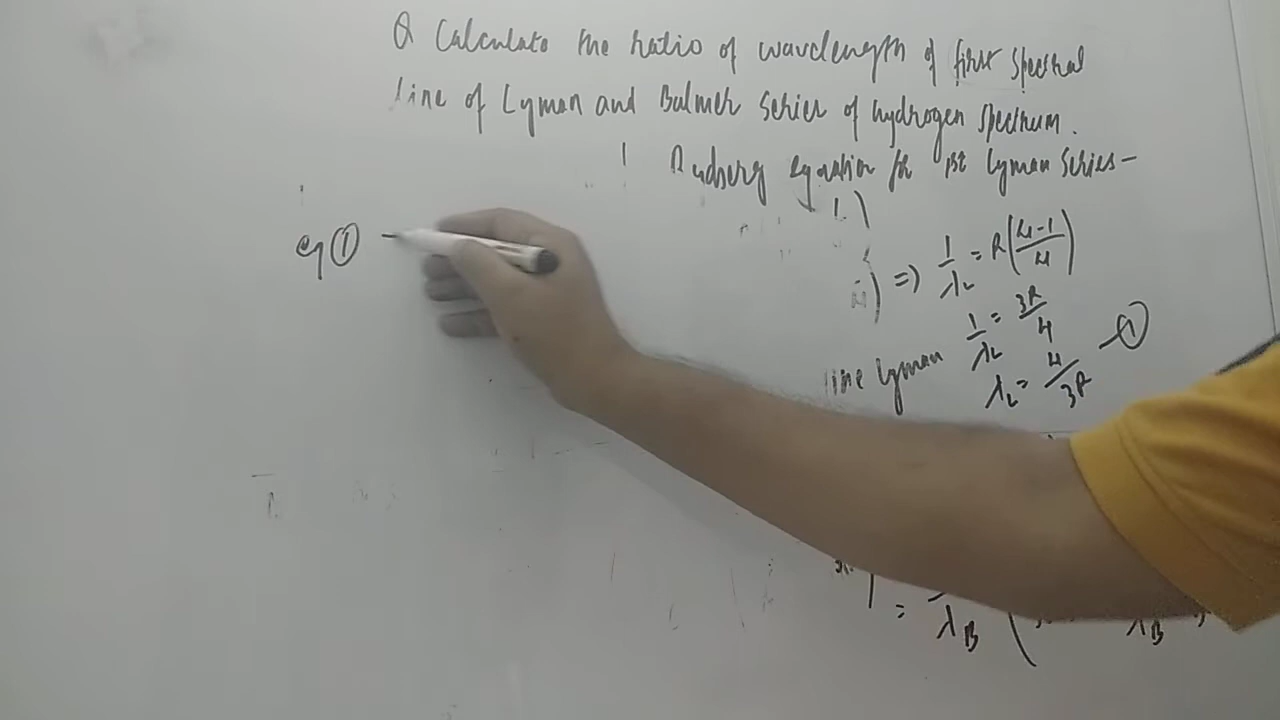 Q Calculate the ratio of wavelength of first spectral
line of Lyman and Balmer series of hydrogen spectrum.
Rydberg equation for 1st Lyman Series-
eq ①
=> 1/λL = R((4-1)/4)
1/λL = 3R/4
line Lyman
λL = 4/3R -①
= λB ( λB